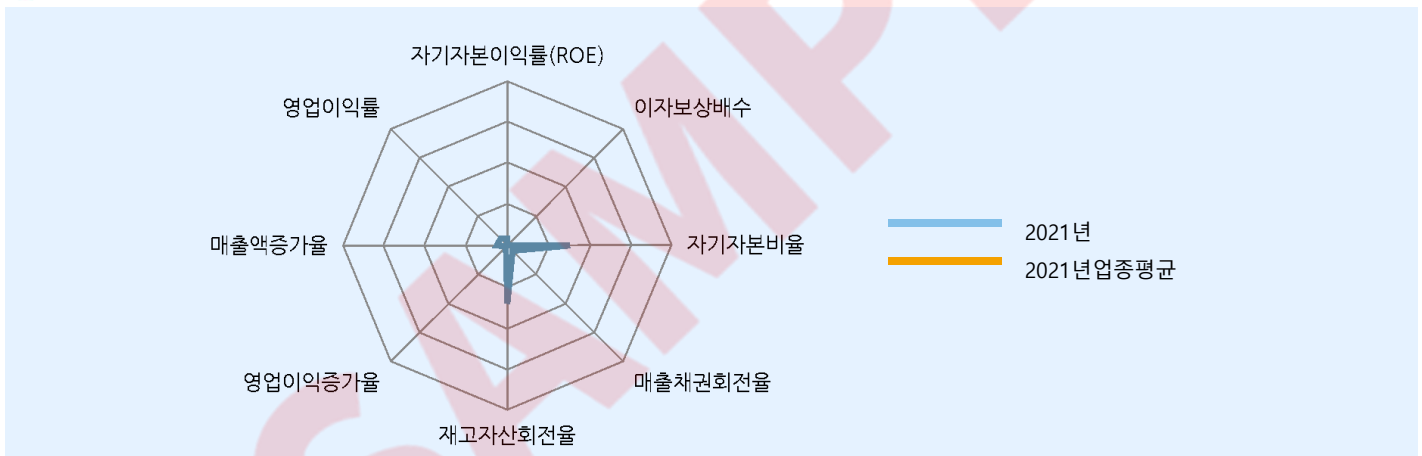 자기자본이익률(ROE)
영업이익률
이자보상배수
매출액증가율
자기자본비율
영업이익증가율
매출채권회전율
재고자산회전율
2021년
2021년업종평균
SAMPL